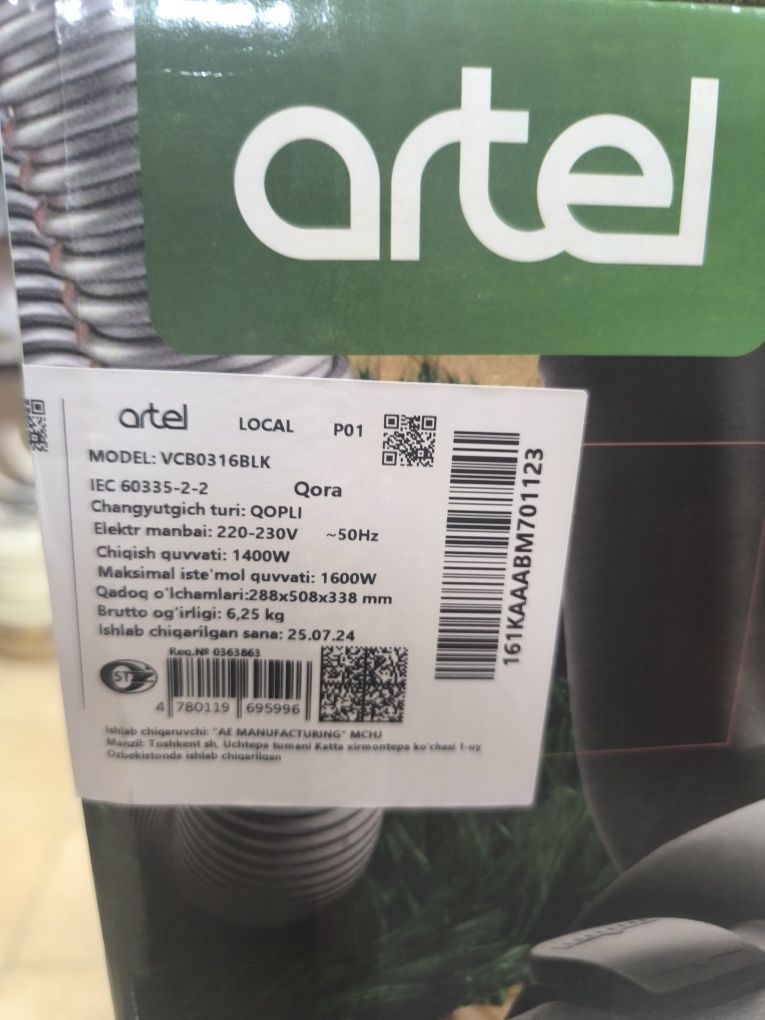 artel
artel LOCAL P01
MODEL: VCB0316BLK
IEC 60335-2-2 Qora
Changyutgich turi: QOPLI
Elektr manbai: 220-230V ~50Hz
Chiqish quvvati: 1400W
Maksimal iste'mol quvvati: 1600W
Qadoq o'lchamlari:288x508x338 mm
Brutto og'irligi: 6,25 kg
Ishlab chiqarilgan sana: 25.07.24
Reg.№ 0363863
ST
4 780119 695996
Ishlab chiqaruvchi: "AE MANUFACTURING" MCHJ
Manzil: Toshkent sh. Uchtepa tumani Katta xirmontepa ko'chasi 1-uy
Ozbekistonda ishlab chiqarilgan
161KAAABM701123